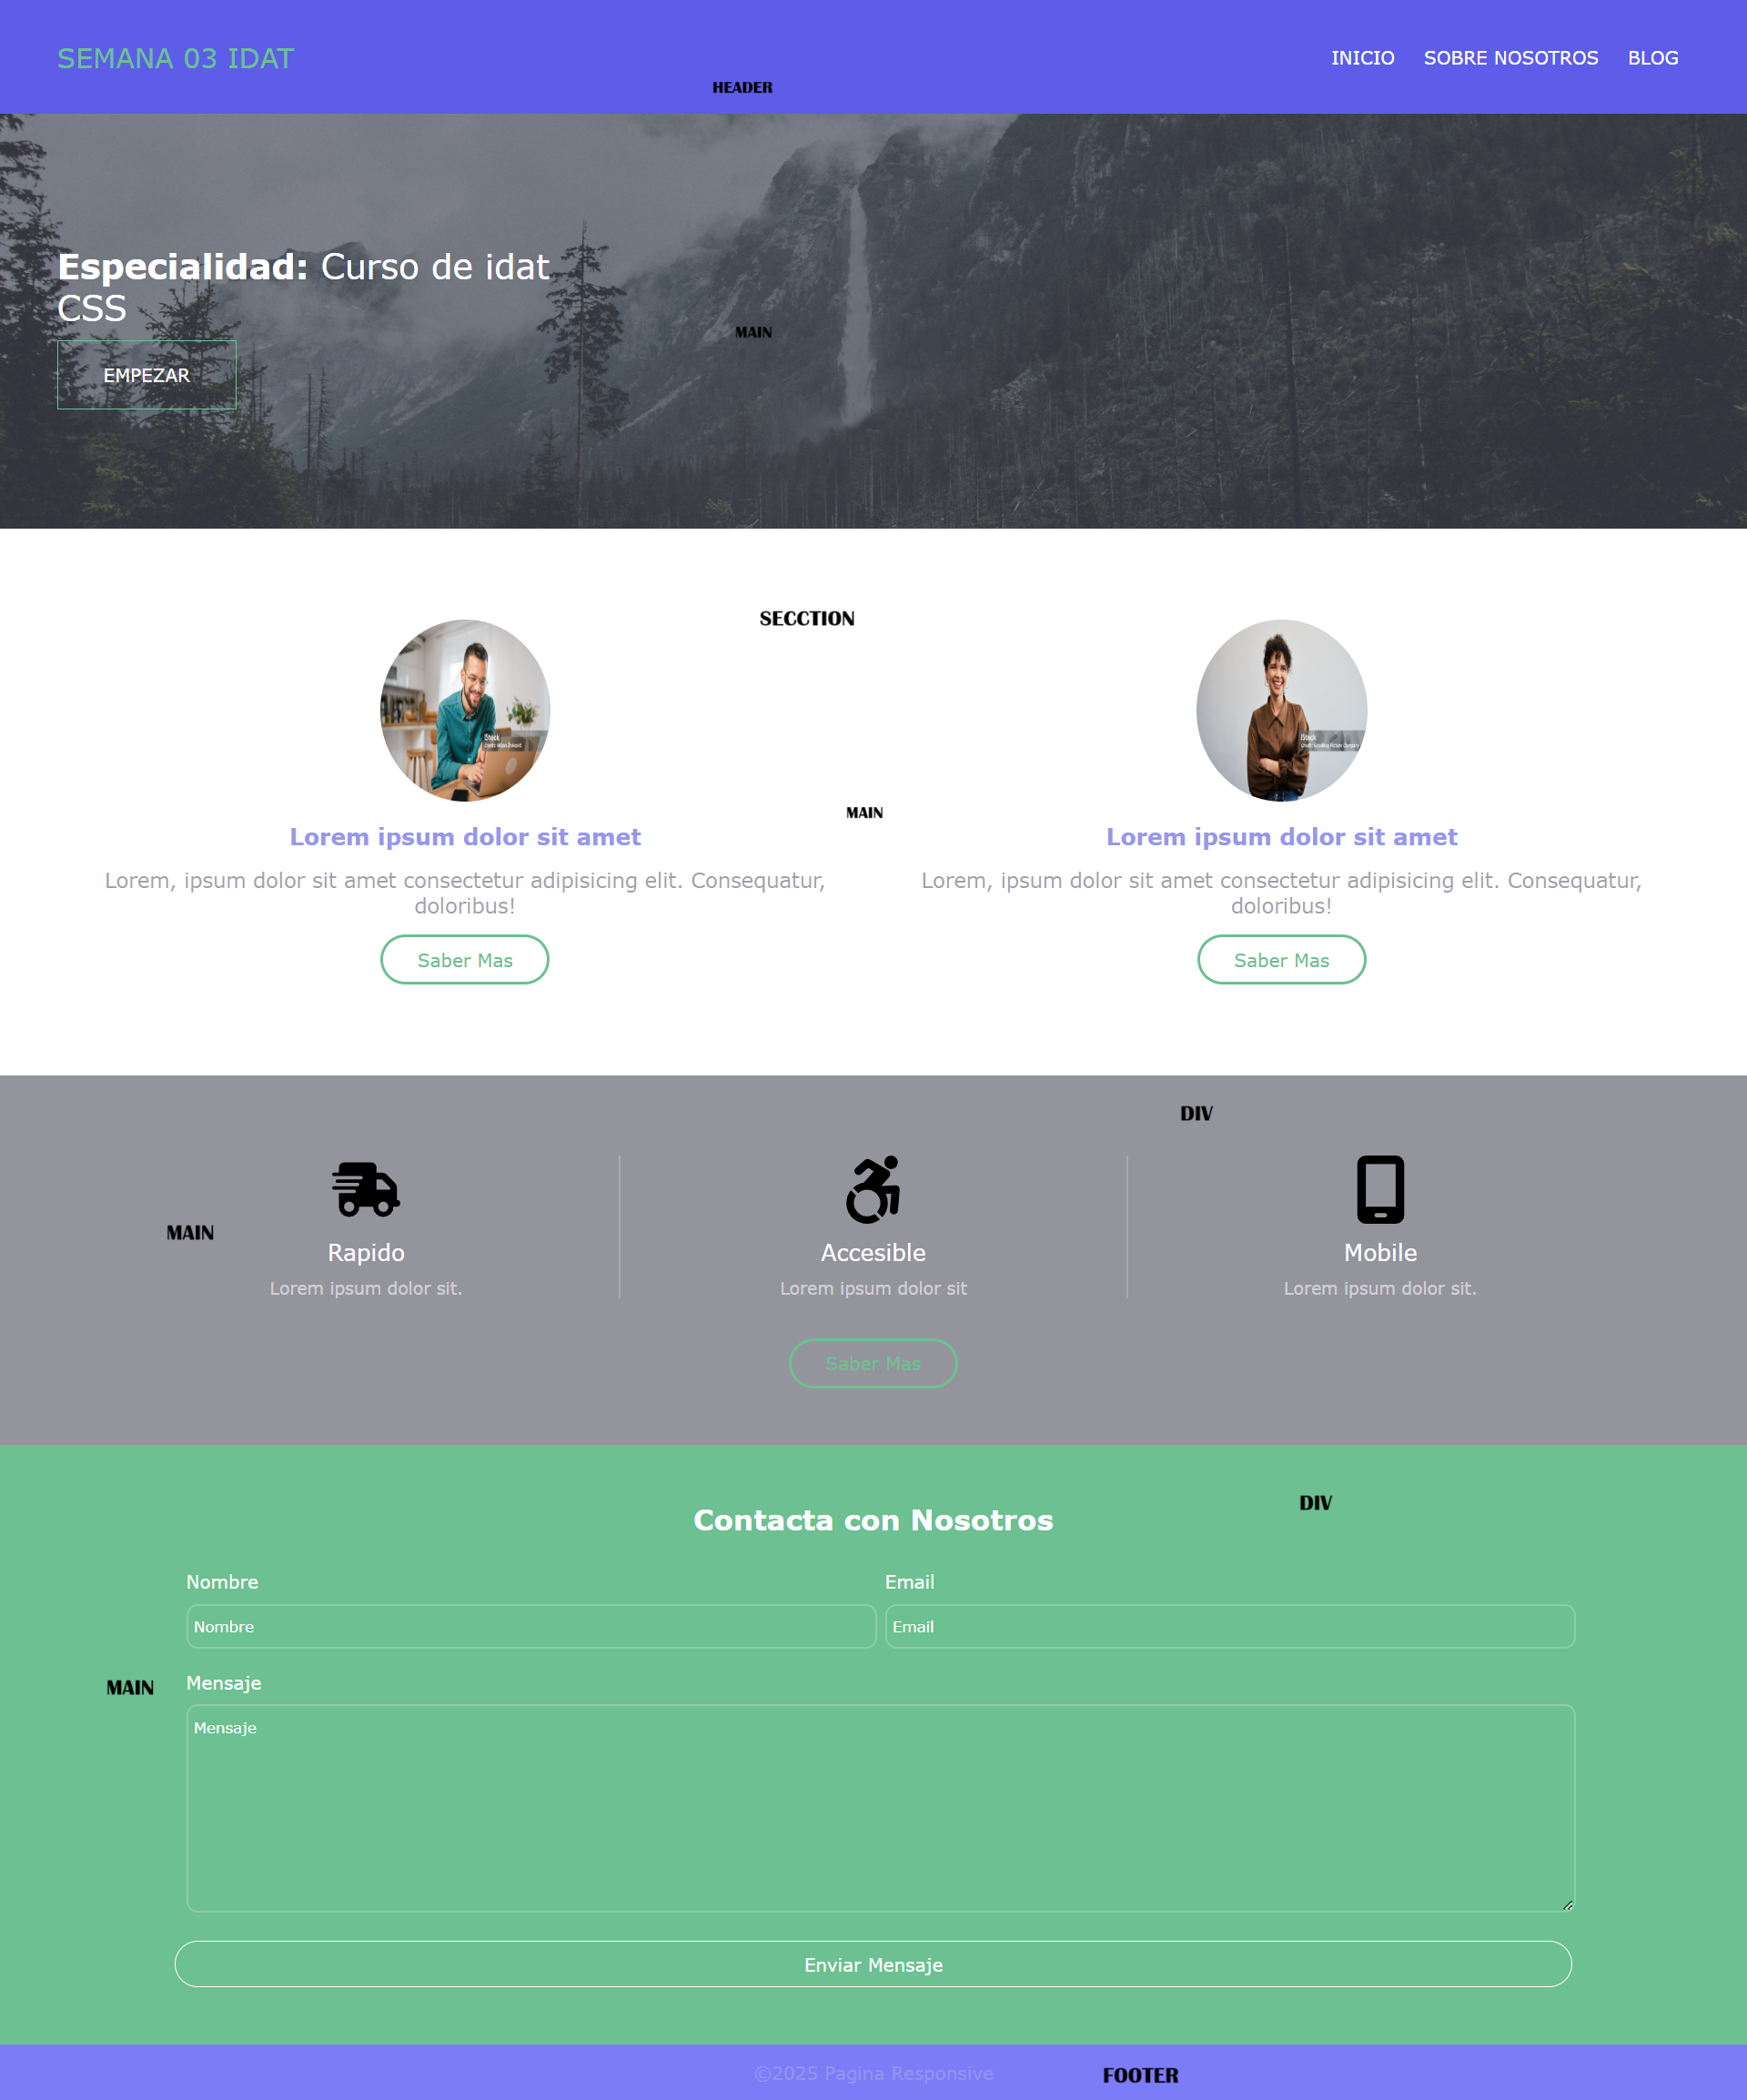 SEMANA 03 IDAT
INICIO SOBRE NOSOTROS BLOG
HEADER
Especialidad: Curso de idat
CSS
MAIN
EMPEZAR
SECCTION
iStock
iStock
MAIN
Lorem ipsum dolor sit amet
Lorem, ipsum dolor sit amet consectetur adipisicing elit. Consequatur,
doloribus!
Saber Mas
Lorem ipsum dolor sit amet
Lorem, ipsum dolor sit amet consectetur adipisicing elit. Consequatur,
doloribus!
Saber Mas
DIV
MAIN
Rapido
Lorem ipsum dolor sit.
Accesible
Lorem ipsum dolor sit
Mobile
Lorem ipsum dolor sit.
Saber Mas
DIV
Contacta con Nosotros
Nombre
Nombre
Email
Email
MAIN
Mensaje
Mensaje
Enviar Mensaje
©2025 Pagina Responsive
FOOTER